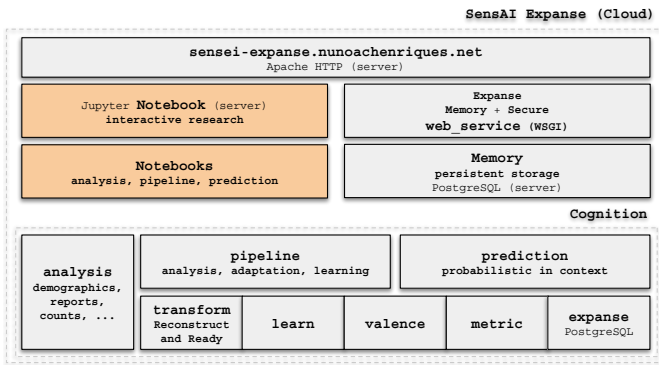 SensAI Expanse (Cloud)
sensei-expanse.nunoachenriques.net
Apache HTTP (server)
Jupyter Notebook (server)
interactive research
Expanse
Memory + Secure
web_service (WSGI)
Notebooks
analysis, pipeline, prediction
Memory
persistent storage
PostgreSQL (server)
Cognition
analysis
demographics,
reports,
counts, ...
pipeline
analysis, adaptation, learning
prediction
probabilistic in context
transform
Reconstruct
and Ready
learn
valence
metric
expanse
PostgreSQL